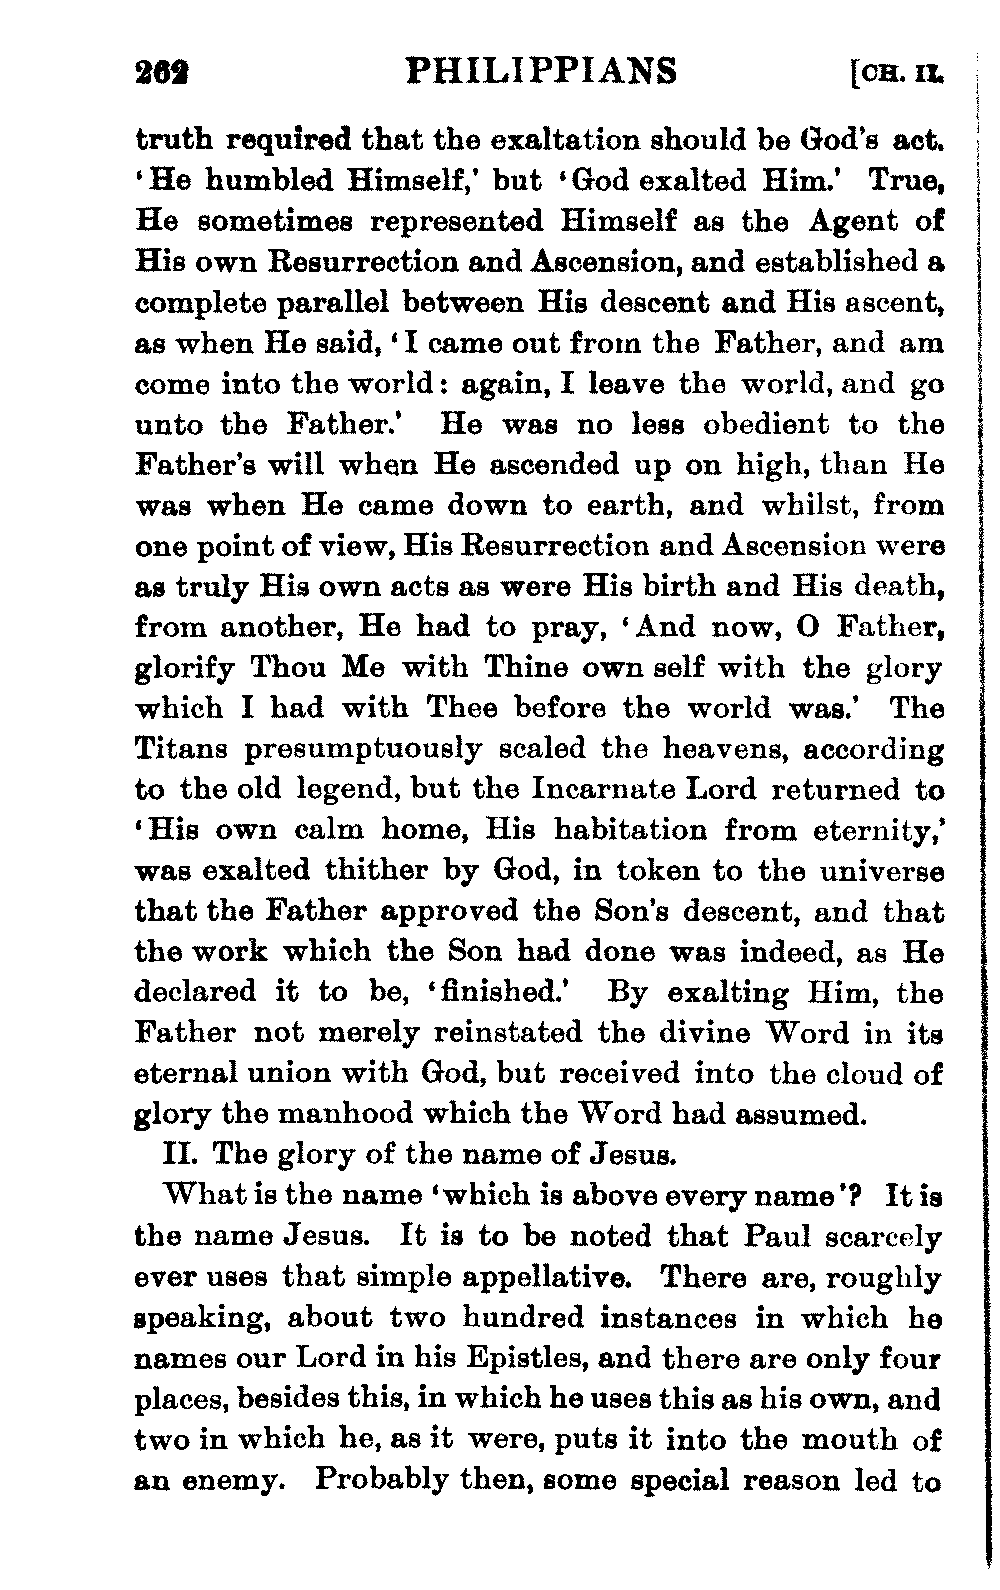 262 PHILIPPIANS [CH. II.
truth required that the exaltation should be God's act.
‘He humbled Himself,’ but ‘God exalted Him.’ True,
He sometimes represented Himself as the Agent of
His own Resurrection and Ascension, and established a
complete parallel between His descent and His ascent,
as when He said, ‘I came out from the Father, and am
come into the world: again, I leave the world, and go
unto the Father.’ He was no less obedient to the
Father's will when He ascended up on high, than He
was when He came down to earth, and whilst, from
one point of view, His Resurrection and Ascension were
as truly His own acts as were His birth and His death,
from another, He had to pray, ‘And now, O Father,
glorify Thou Me with Thine own self with the glory
which I had with Thee before the world was.’ The
Titans presumptuously scaled the heavens, according
to the old legend, but the Incarnate Lord returned to
‘His own calm home, His habitation from eternity,’
was exalted thither by God, in token to the universe
that the Father approved the Son's descent, and that
the work which the Son had done was indeed, as He
declared it to be, ‘finished.’ By exalting Him, the
Father not merely reinstated the divine Word in its
eternal union with God, but received into the cloud of
glory the manhood which the Word had assumed.
II. The glory of the name of Jesus.
What is the name ‘which is above every name’? It is
the name Jesus. It is to be noted that Paul scarcely
ever uses that simple appellative. There are, roughly
speaking, about two hundred instances in which he
names our Lord in his Epistles, and there are only four
places, besides this, in which he uses this as his own, and
two in which he, as it were, puts it into the mouth of
an enemy. Probably then, some special reason led to